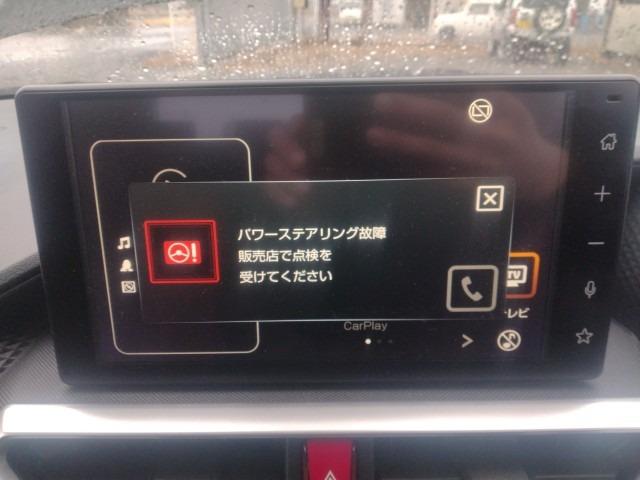 パワーステアリング故障
販売店で点検を
受けてください
TV
レビ
CarPlay